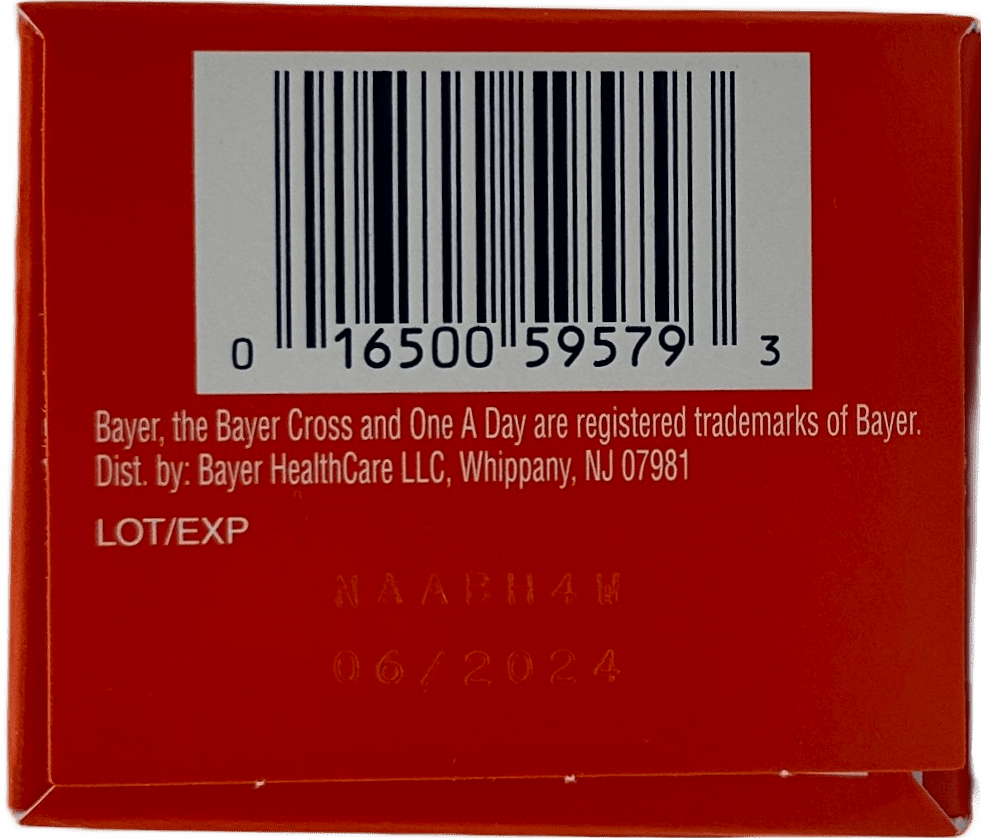 0 16500 59579 3
Bayer, the Bayer Cross and One A Day are registered trademarks of Bayer.
Dist. by: Bayer HealthCare LLC, Whippany, NJ 07981
LOT/EXP
NAABH4W
06/2024